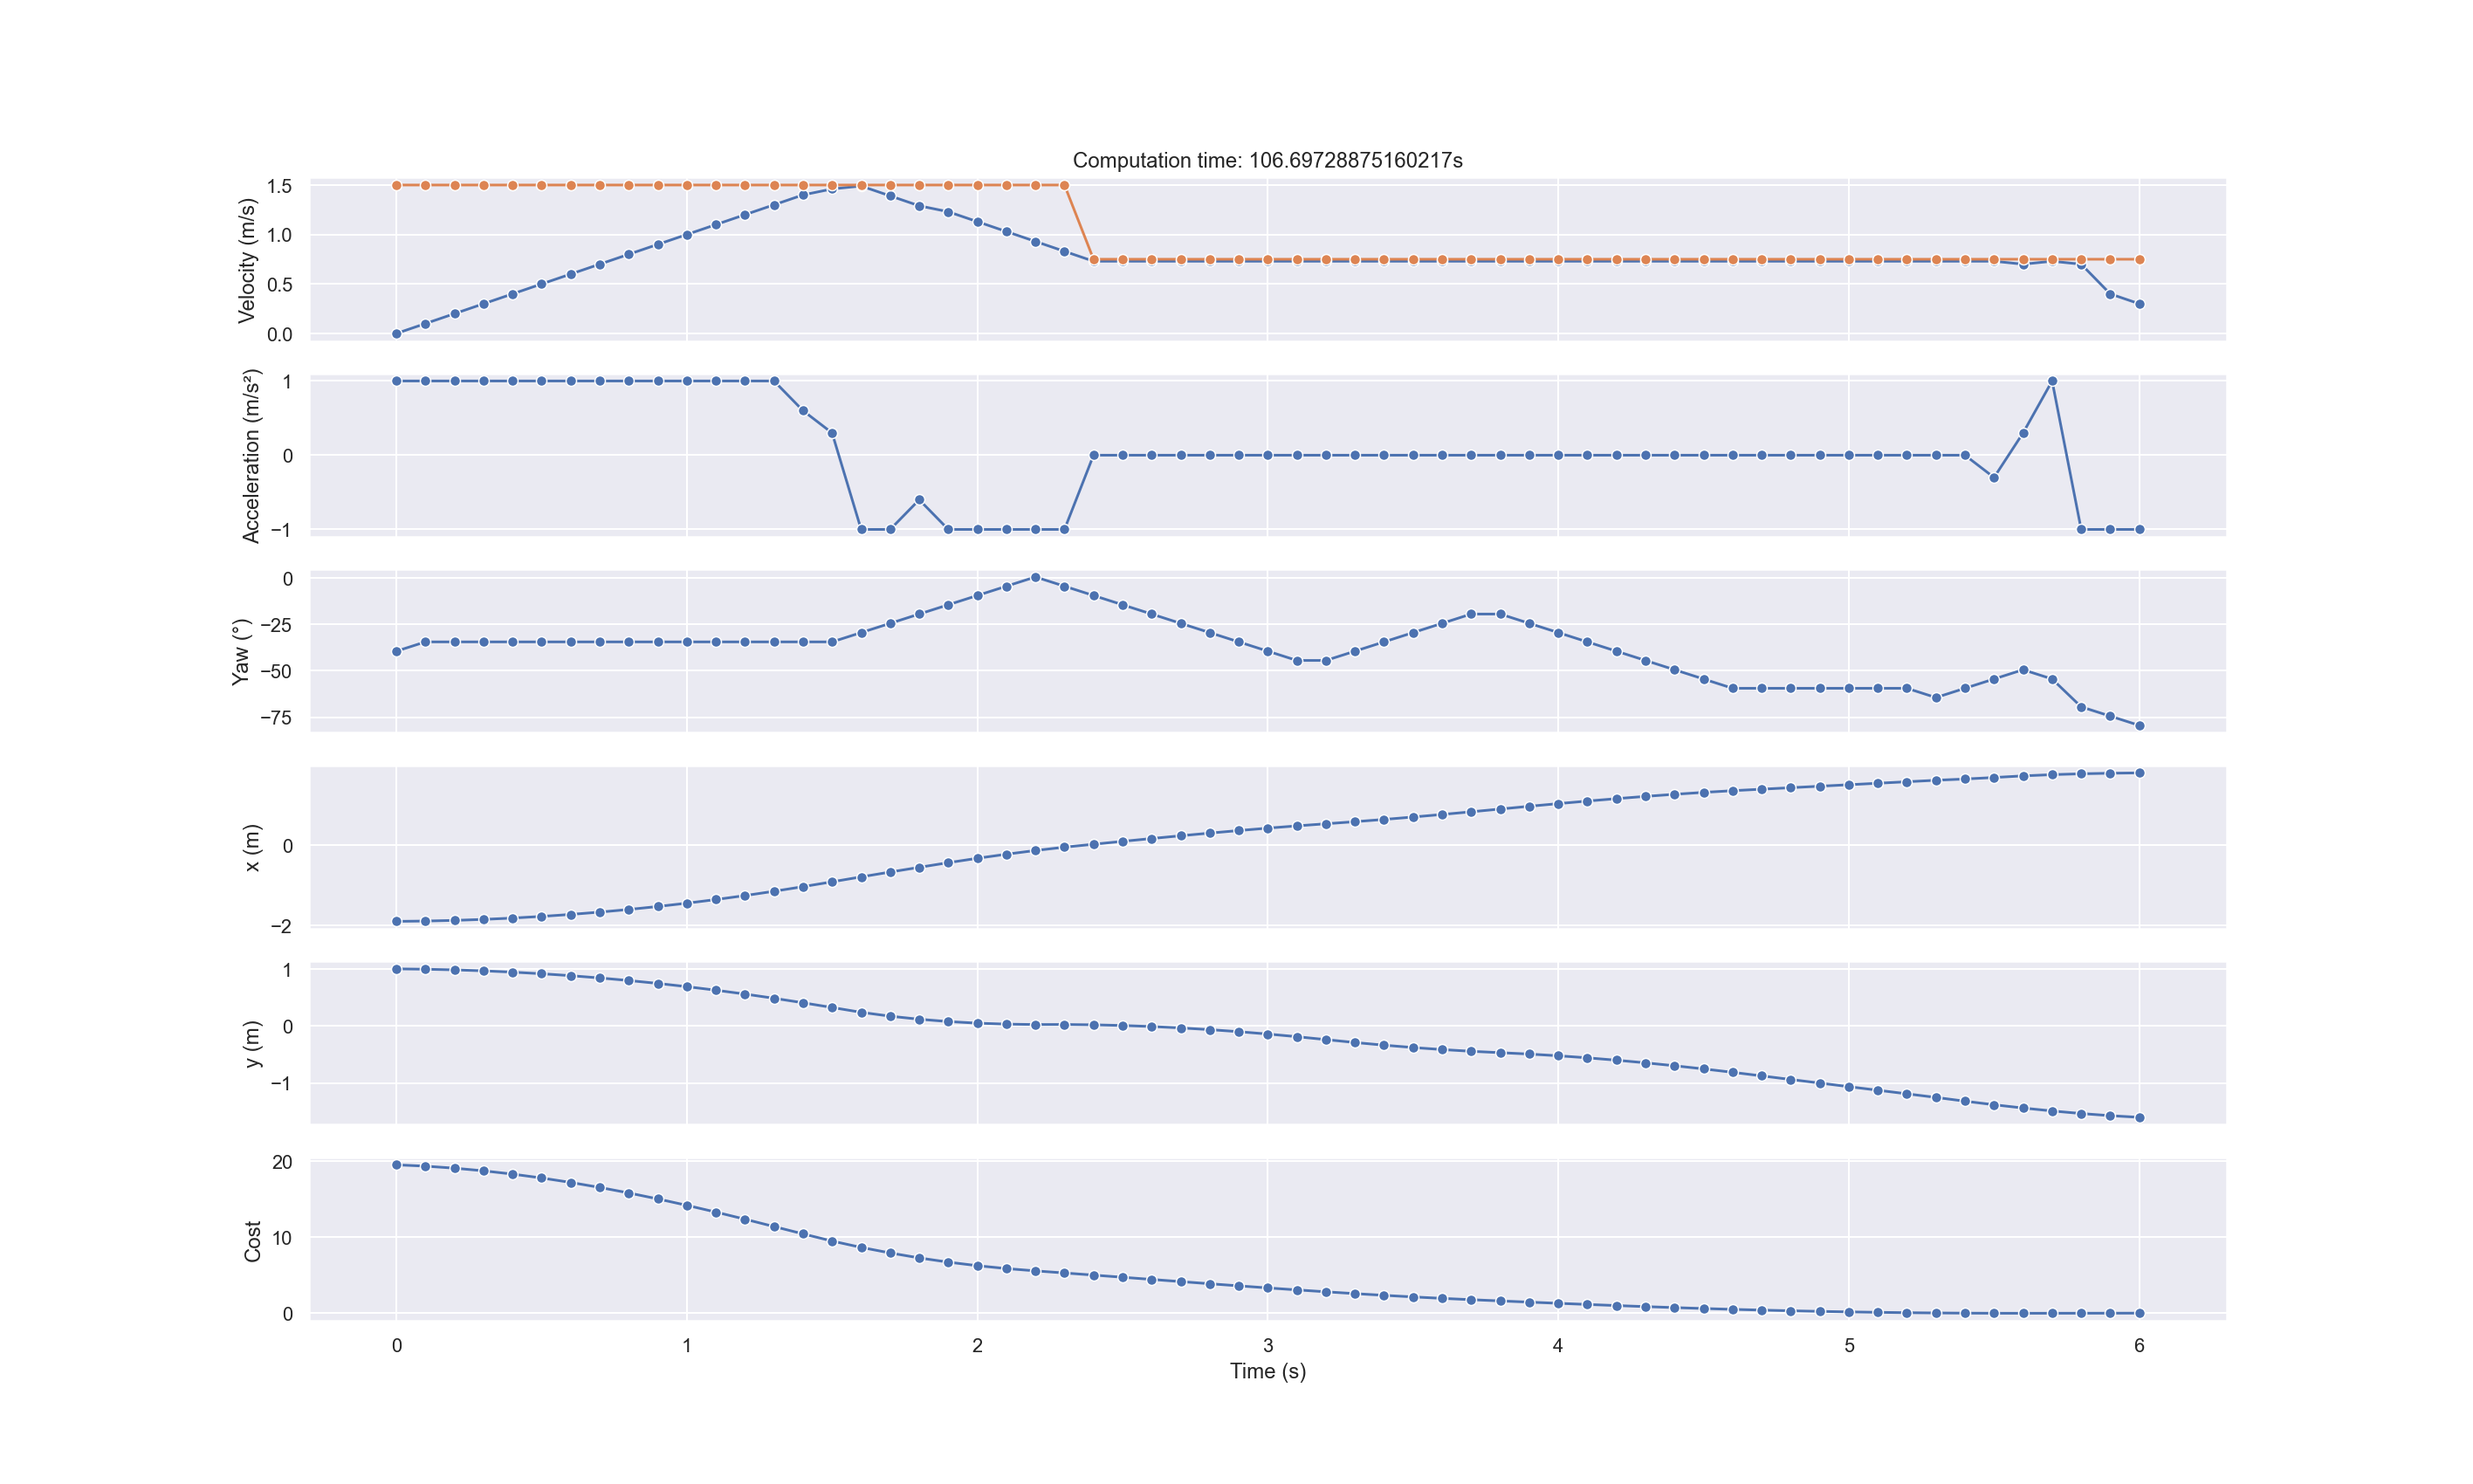 Computation time: 106.69728875160217s
Velocity (m/s)
1.5
1.0
0.5
0.0
Acceleration (m/s²)
1
0
−1
Yaw (°)
0
−25
−50
−75
x (m)
0
−2
y (m)
1
0
−1
Cost
20
10
0
0 1 2 3 4 5 6
Time (s)